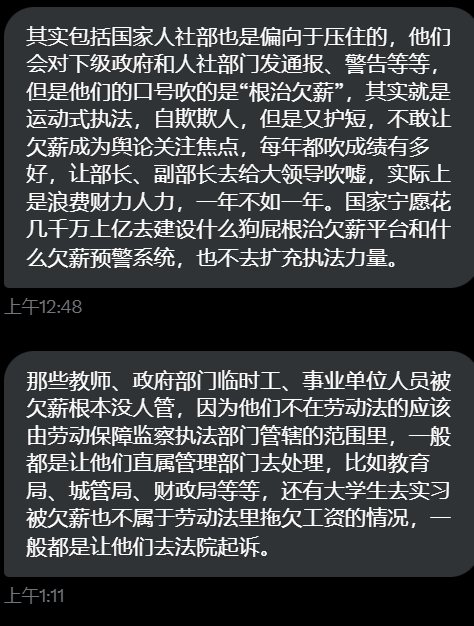 其实包括国家人社部也是偏向于压住的，他们
会对下级政府和人社部门发通报、警告等等，
但是他们的口号吹的是“根治欠薪”，其实就是
运动式执法，自欺欺人，但是又护短，不敢让
欠薪成为舆论关注焦点，每年都吹成绩有多
好，让部长、副部长去给大领导吹嘘，实际上
是浪费财力人力，一年不如一年。国家宁愿花
几千万上亿去建设什么狗屁根治欠薪平台和什
么欠薪预警系统，也不去扩充执法力量。
上午12:48
那些教师、政府部门临时工、事业单位人员被
欠薪根本没人管，因为他们不在劳动法的应该
由劳动保障监察执法部门管辖的范围里，一般
都是让他们直属管理部门去处理，比如教育
局、城管局、财政局等等，还有大学生去实习
被欠薪也不属于劳动法里拖欠工资的情况，一
般都是让他们去法院起诉。
上午1:11